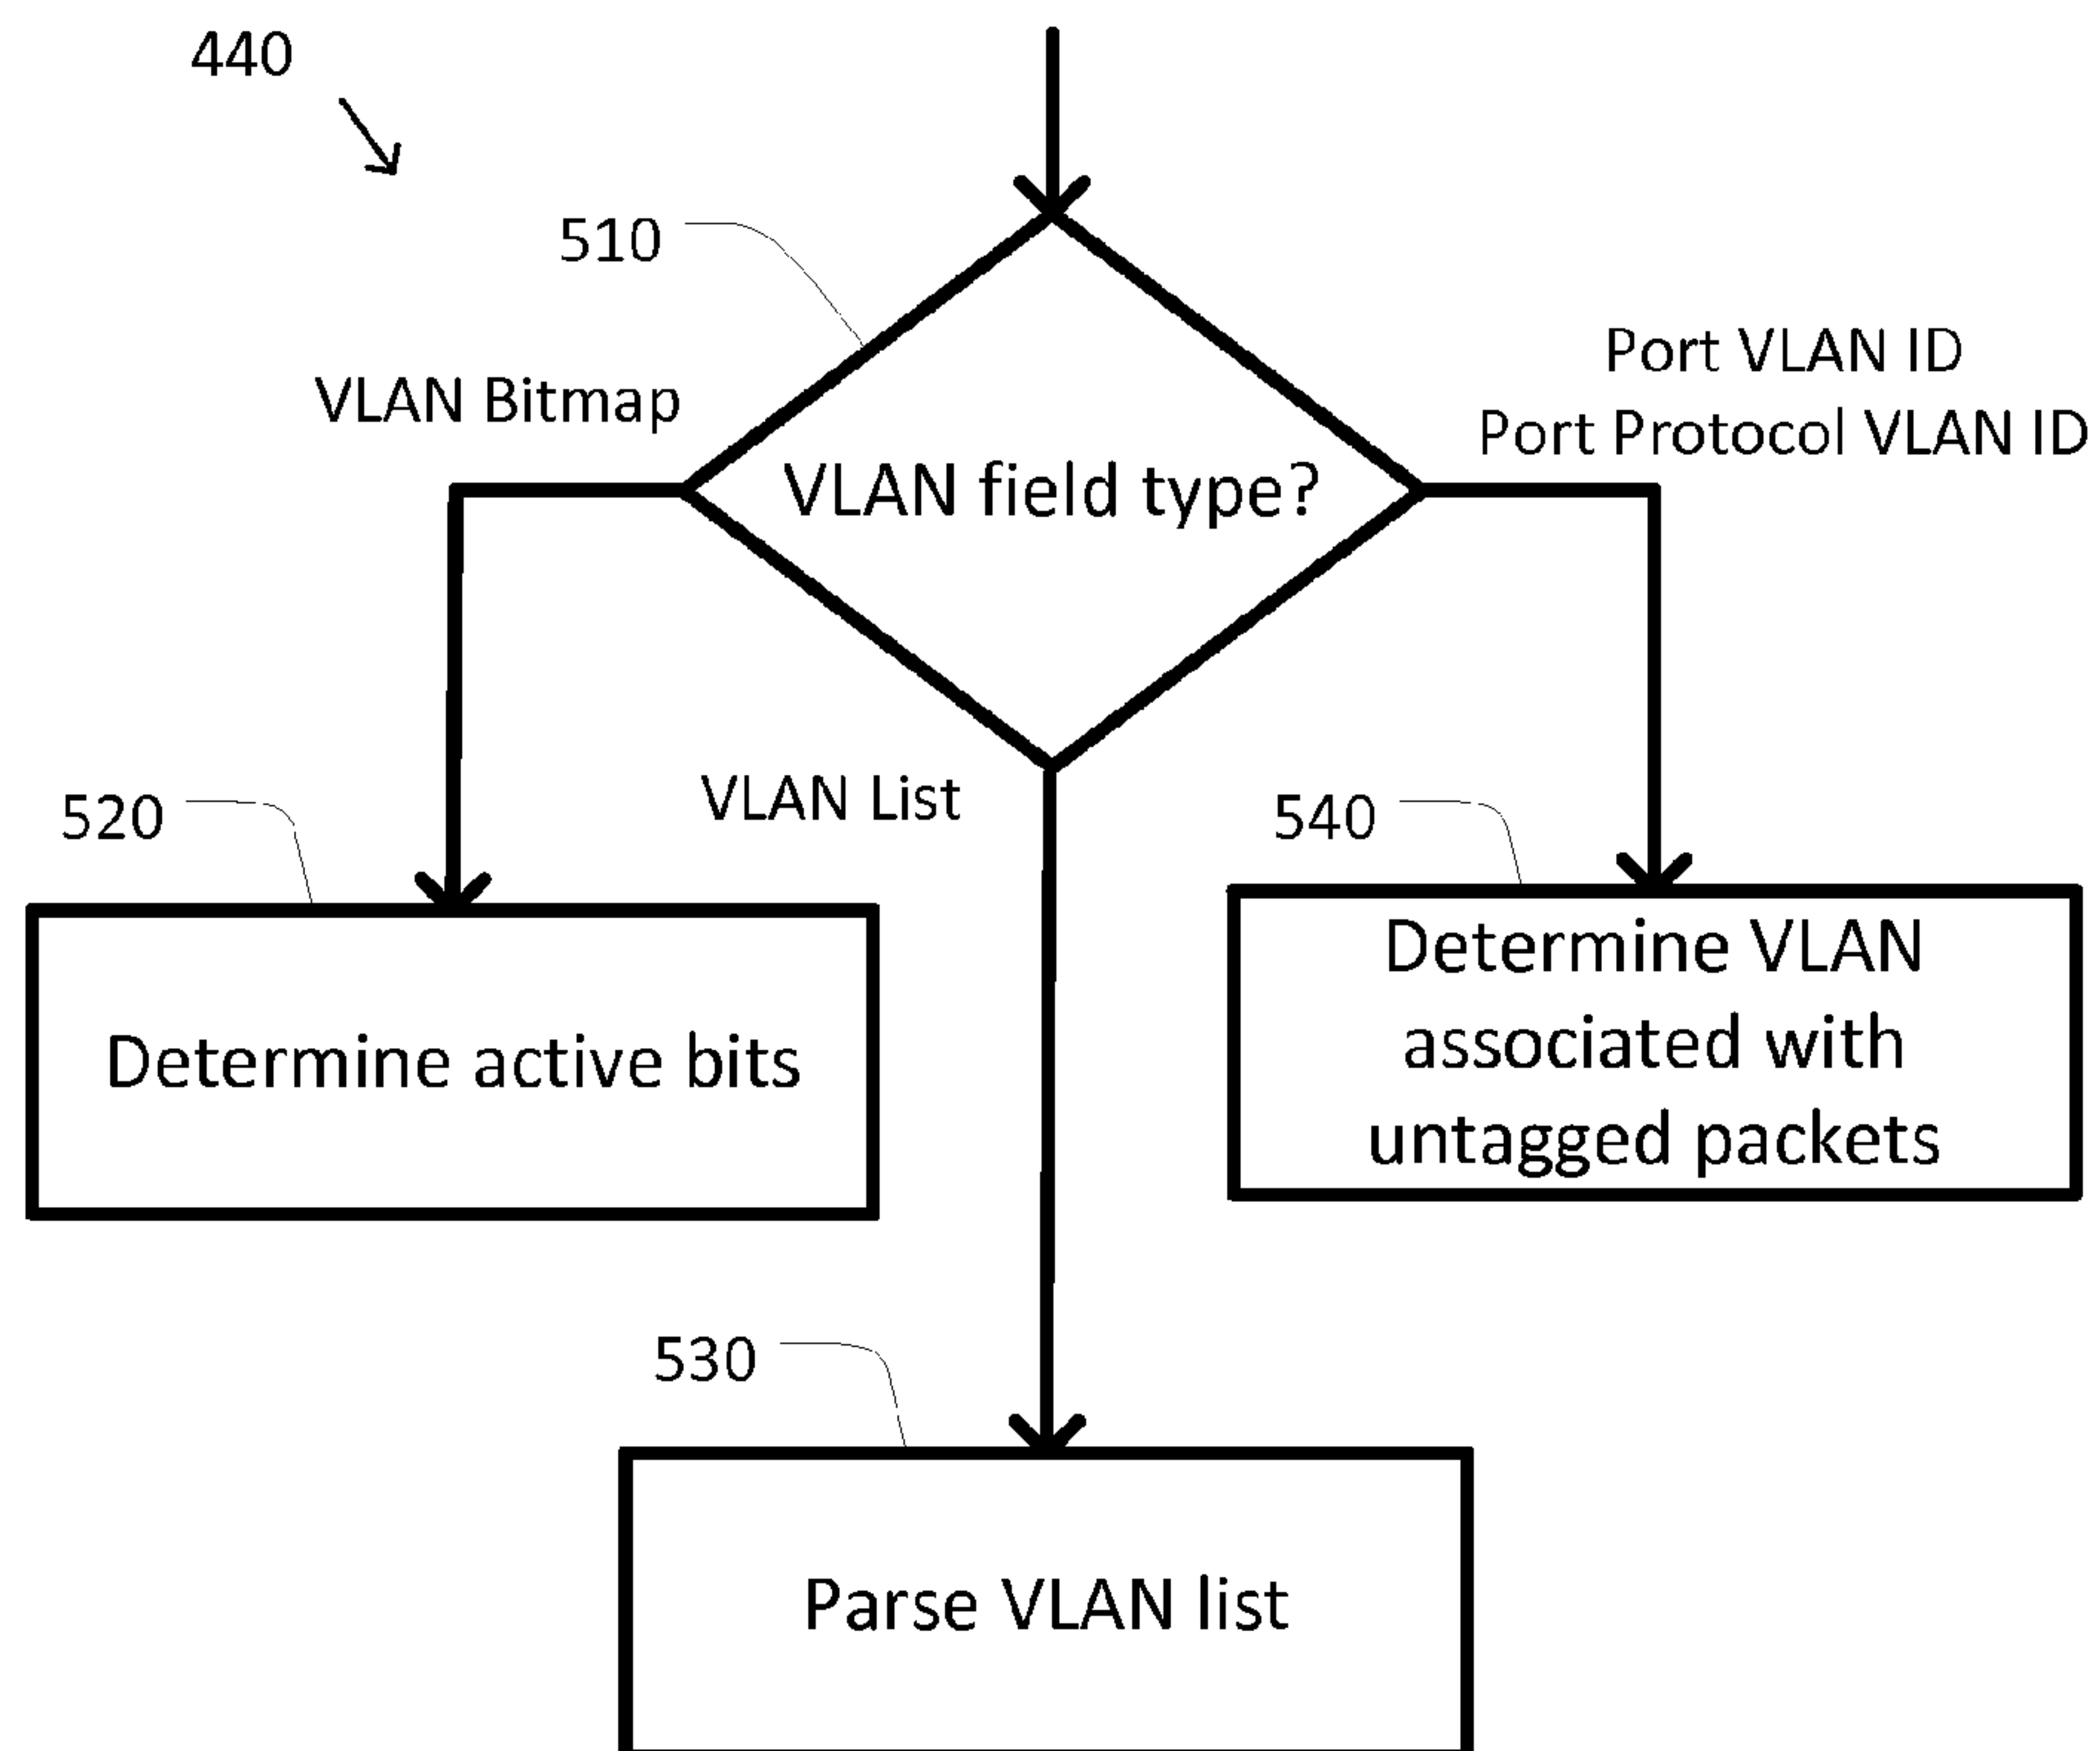 440
510
VLAN Bitmap
Port VLAN ID
Port Protocol VLAN ID
VLAN field type?
VLAN List
520
540
Determine active bits
Determine VLAN
associated with
untagged packets
530
Parse VLAN list